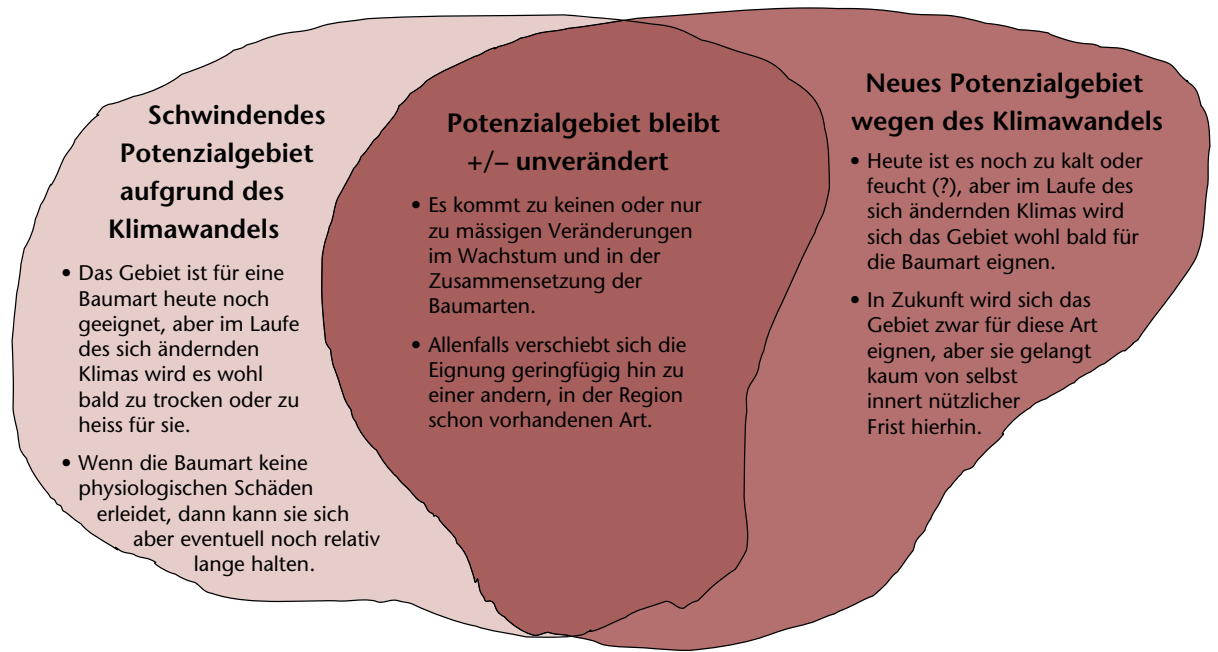 Schwindendes
Potenzialgebiet
aufgrund des
Klimawandels
• Das Gebiet ist für eine
Baumart heute noch
geeignet, aber im Laufe
des sich ändernden
Klimas wird es wohl
bald zu trocken oder zu
heiss für sie.
• Wenn die Baumart keine
physiologischen Schäden
erleidet, dann kann sie sich
aber eventuell noch relativ
lange halten.
Potenzialgebiet bleibt
+/– unverändert
• Es kommt zu keinen oder nur
zu mässigen Veränderungen
im Wachstum und in der
Zusammensetzung der
Baumarten.
• Allenfalls verschiebt sich die
Eignung geringfügig hin zu
einer andern, in der Region
schon vorhandenen Art.
Neues Potenzialgebiet
wegen des Klimawandels
• Heute ist es noch zu kalt oder
feucht (?), aber im Laufe des
sich ändernden Klimas wird
sich das Gebiet wohl bald für
die Baumart eignen.
• In Zukunft wird sich das
Gebiet zwar für diese Art
eignen, aber sie gelangt
kaum von selbst
innert nützlicher
Frist hierhin.